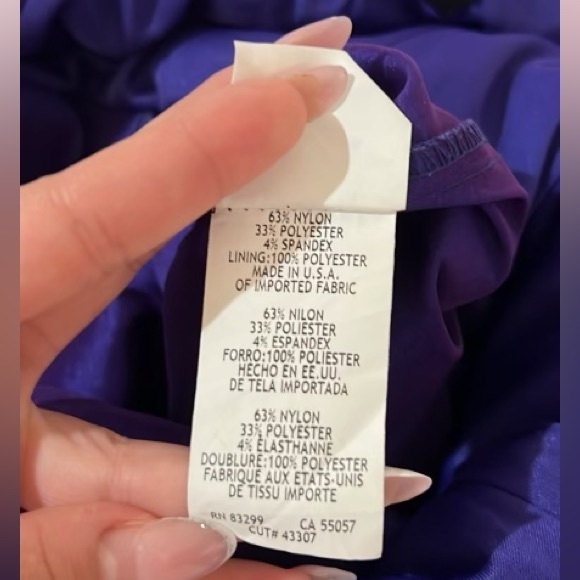 63% NYLON
33% POLYESTER
4% SPANDEX
LINING:100% POLYESTER
MADE IN U.S.A.
OF IMPORTED FABRIC
63% NILON
33% POLIESTER
4% ESPANDEX
FORRO:100% POLIESTER
HECHO EN EE.UU.
DE TELA IMPORTADA
63% NYLON
33% POLYESTER
4% ELASTHANNE
DOUBLURE:100% POLYESTER
FABRIQUE AUX ETATS-UNIS
DE TISSU IMPORTE
RN 83299 CA 55057
CUT# 43307